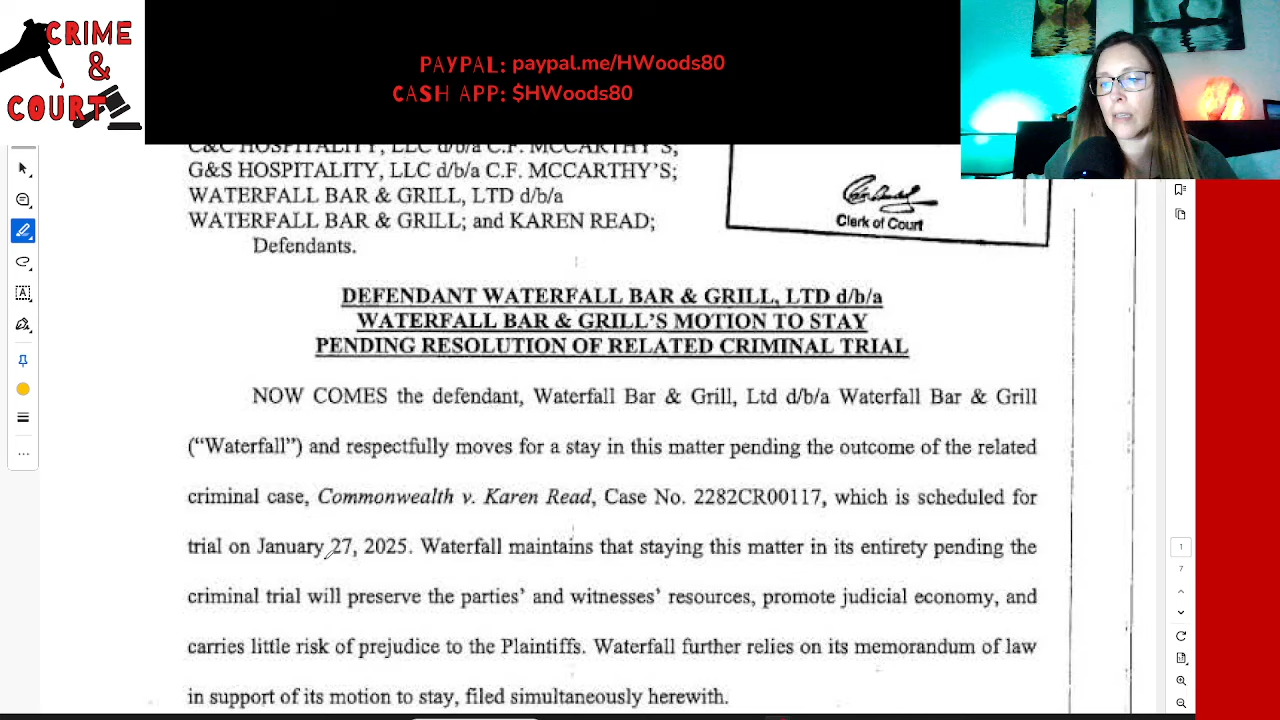 CRIME
&
COURT
PAYPAL: paypal.me/HWoods80
CASH APP: $HWoods80
C&C HOSPITALITY, LLC d/b/a C.F. MCCARTHY'S;
G&S HOSPITALITY, LLC d/b/a C.F. MCCARTHY'S;
WATERFALL BAR & GRILL, LTD d/b/a
WATERFALL BAR & GRILL; and KAREN READ;
Defendants.
Clerk of Court
DEFENDANT WATERFALL BAR & GRILL, LTD d/b/a
WATERFALL BAR & GRILL'S MOTION TO STAY
PENDING RESOLUTION OF RELATED CRIMINAL TRIAL
NOW COMES the defendant, Waterfall Bar & Grill, Ltd d/b/a Waterfall Bar & Grill
("Waterfall") and respectfully moves for a stay in this matter pending the outcome of the related
criminal case, Commonwealth v. Karen Read, Case No. 2282CR00117, which is scheduled for
trial on January 27, 2025. Waterfall maintains that staying this matter in its entirety pending the
criminal trial will preserve the parties' and witnesses' resources, promote judicial economy, and
carries little risk of prejudice to the Plaintiffs. Waterfall further relies on its memorandum of law
in support of its motion to stay, filed simultaneously herewith.
1
7